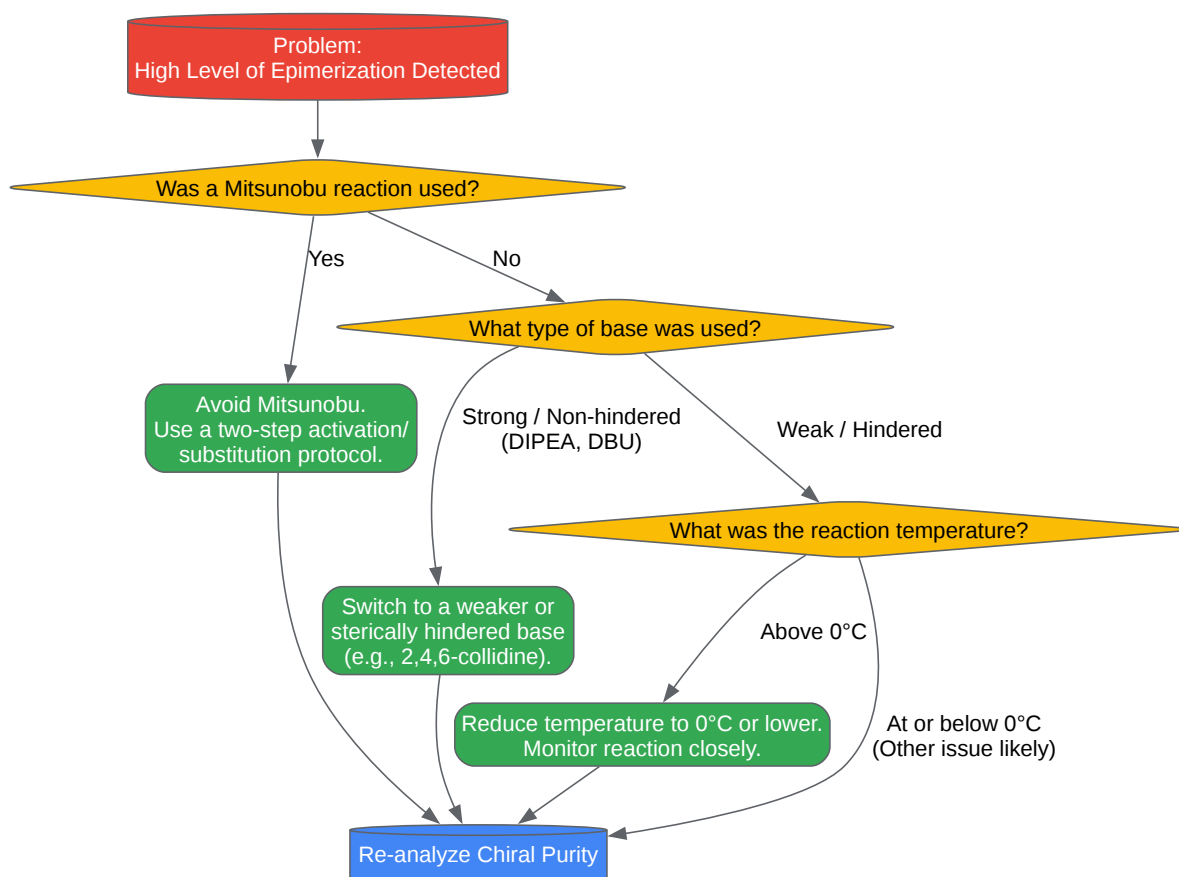 Problem:
High Level of Epimerization Detected
Was a Mitsunobu reaction used?
Yes
No
What type of base was used?
Avoid Mitsunobu.
Use a two-step activation/
substitution protocol.
Strong / Non-hindered
(DIPEA, DBU)
Weak / Hindered
What was the reaction temperature?
Switch to a weaker or
sterically hindered base
(e.g., 2,4,6-collidine).
Above 0°C
Reduce temperature to 0°C or lower.
Monitor reaction closely.
At or below 0°C
(Other issue likely)
Re-analyze Chiral Purity